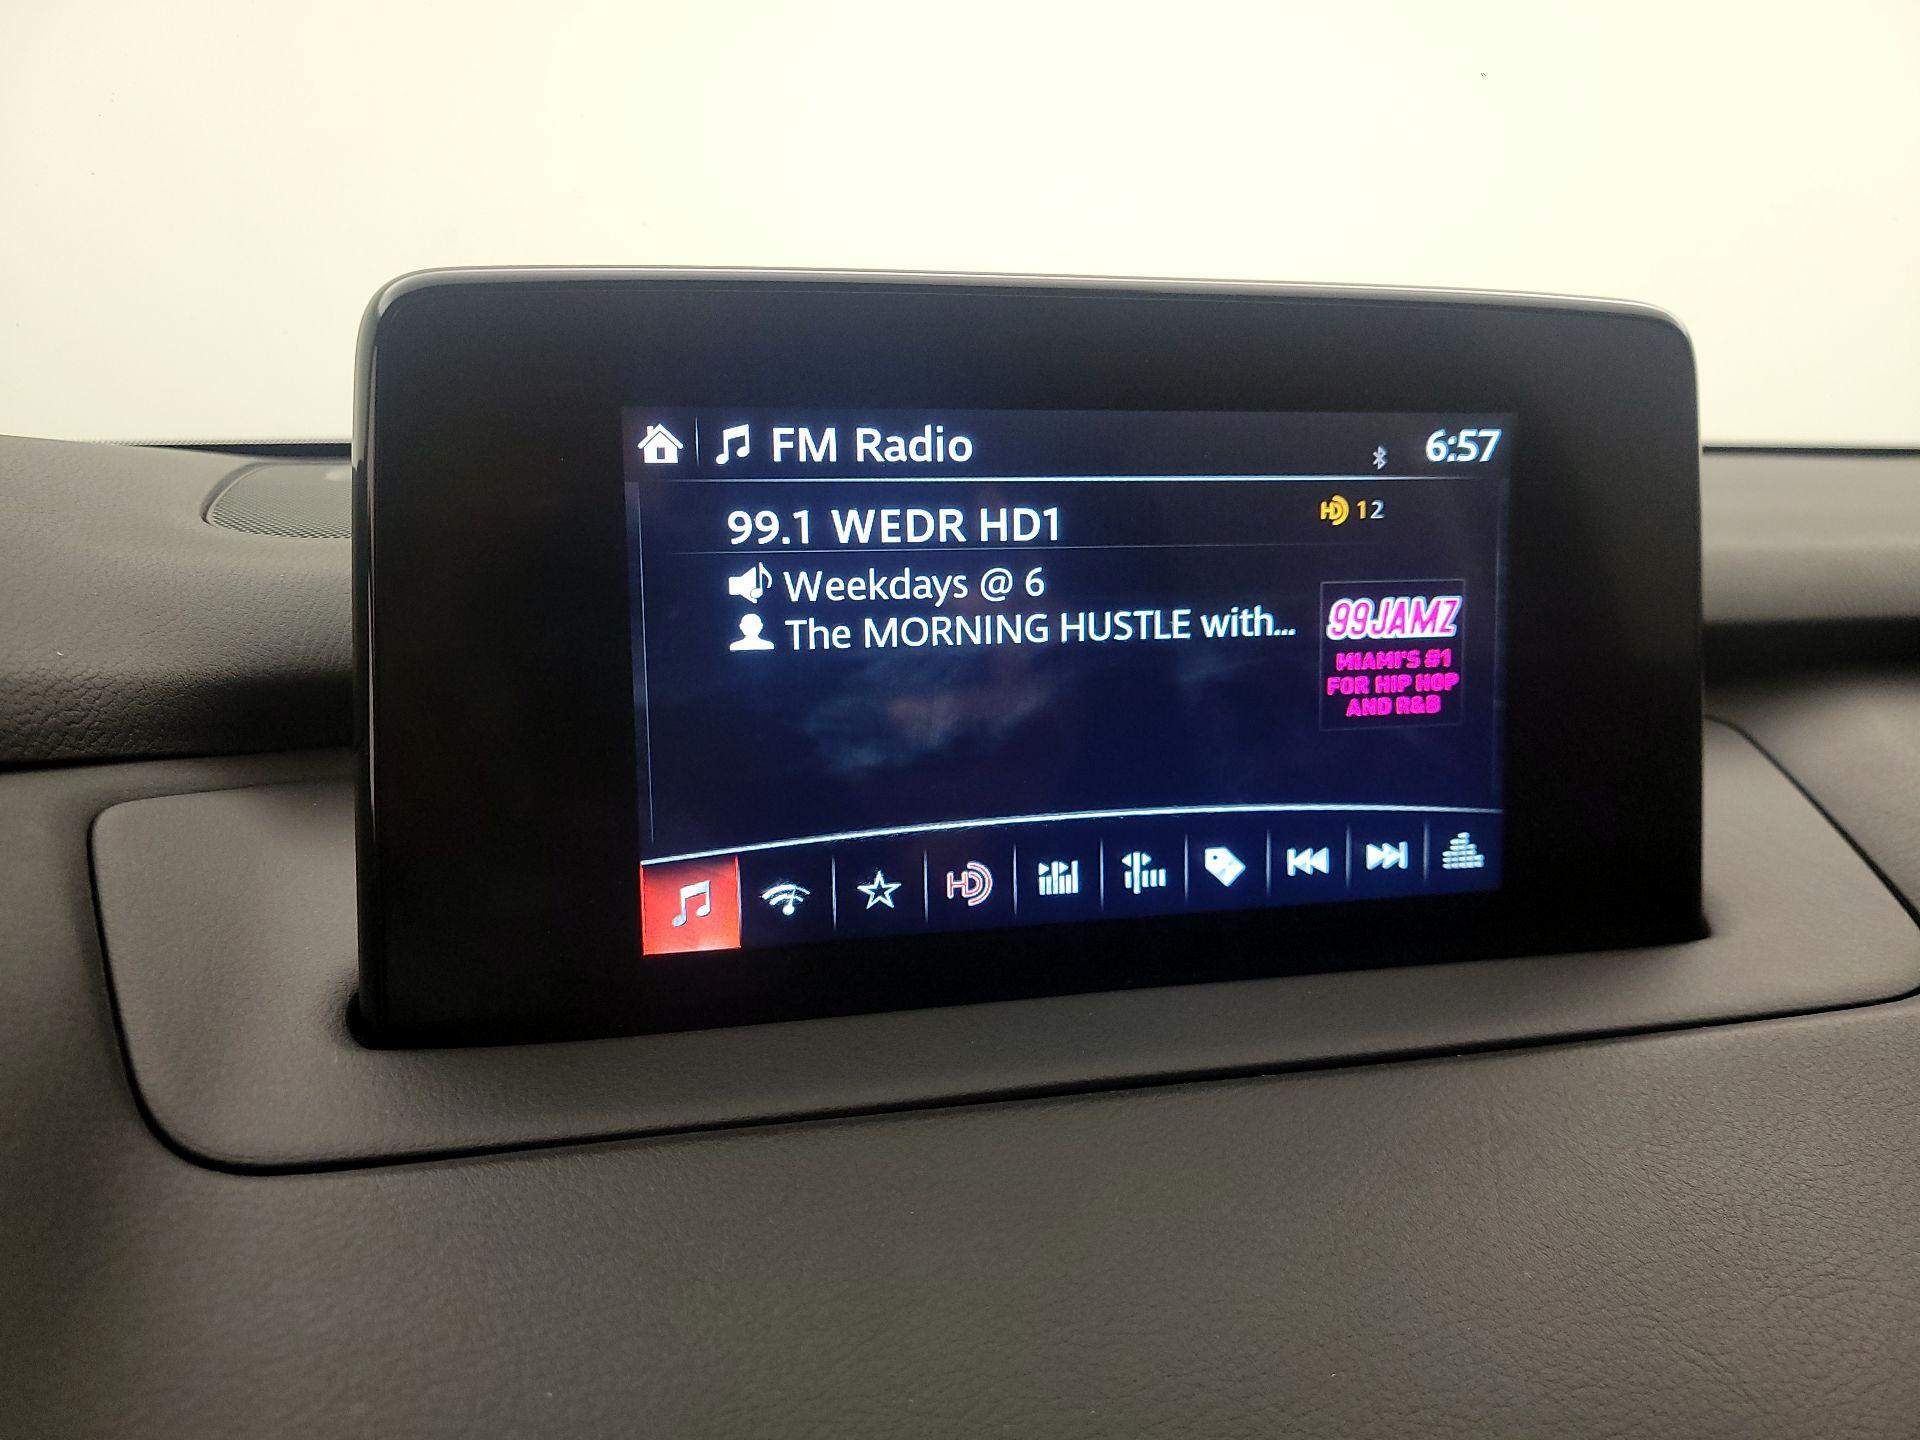 FM Radio
6:57
99.1 WEDR HD1
HD 12
Weekdays @ 6
The MORNING HUSTLE with...
99JAMZ
MIAMI'S #1
FOR HIP HOP
AND R&B
HD